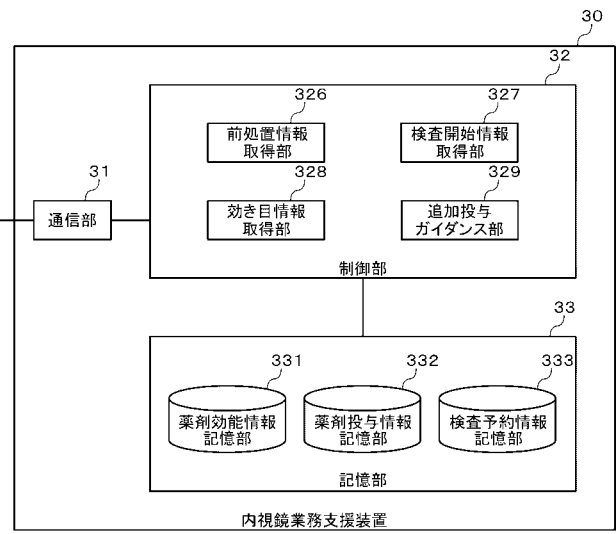 30
32
326
327
前処置情報
取得部
検査開始情報
取得部
31
328
329
通信部
効き目情報
取得部
追加投与
ガイダンス部
制御部
33
331
332
333
薬剤効能情報
記憶部
薬剤投与情報
記憶部
検査予約情報
記憶部
記憶部
内視鏡業務支援装置